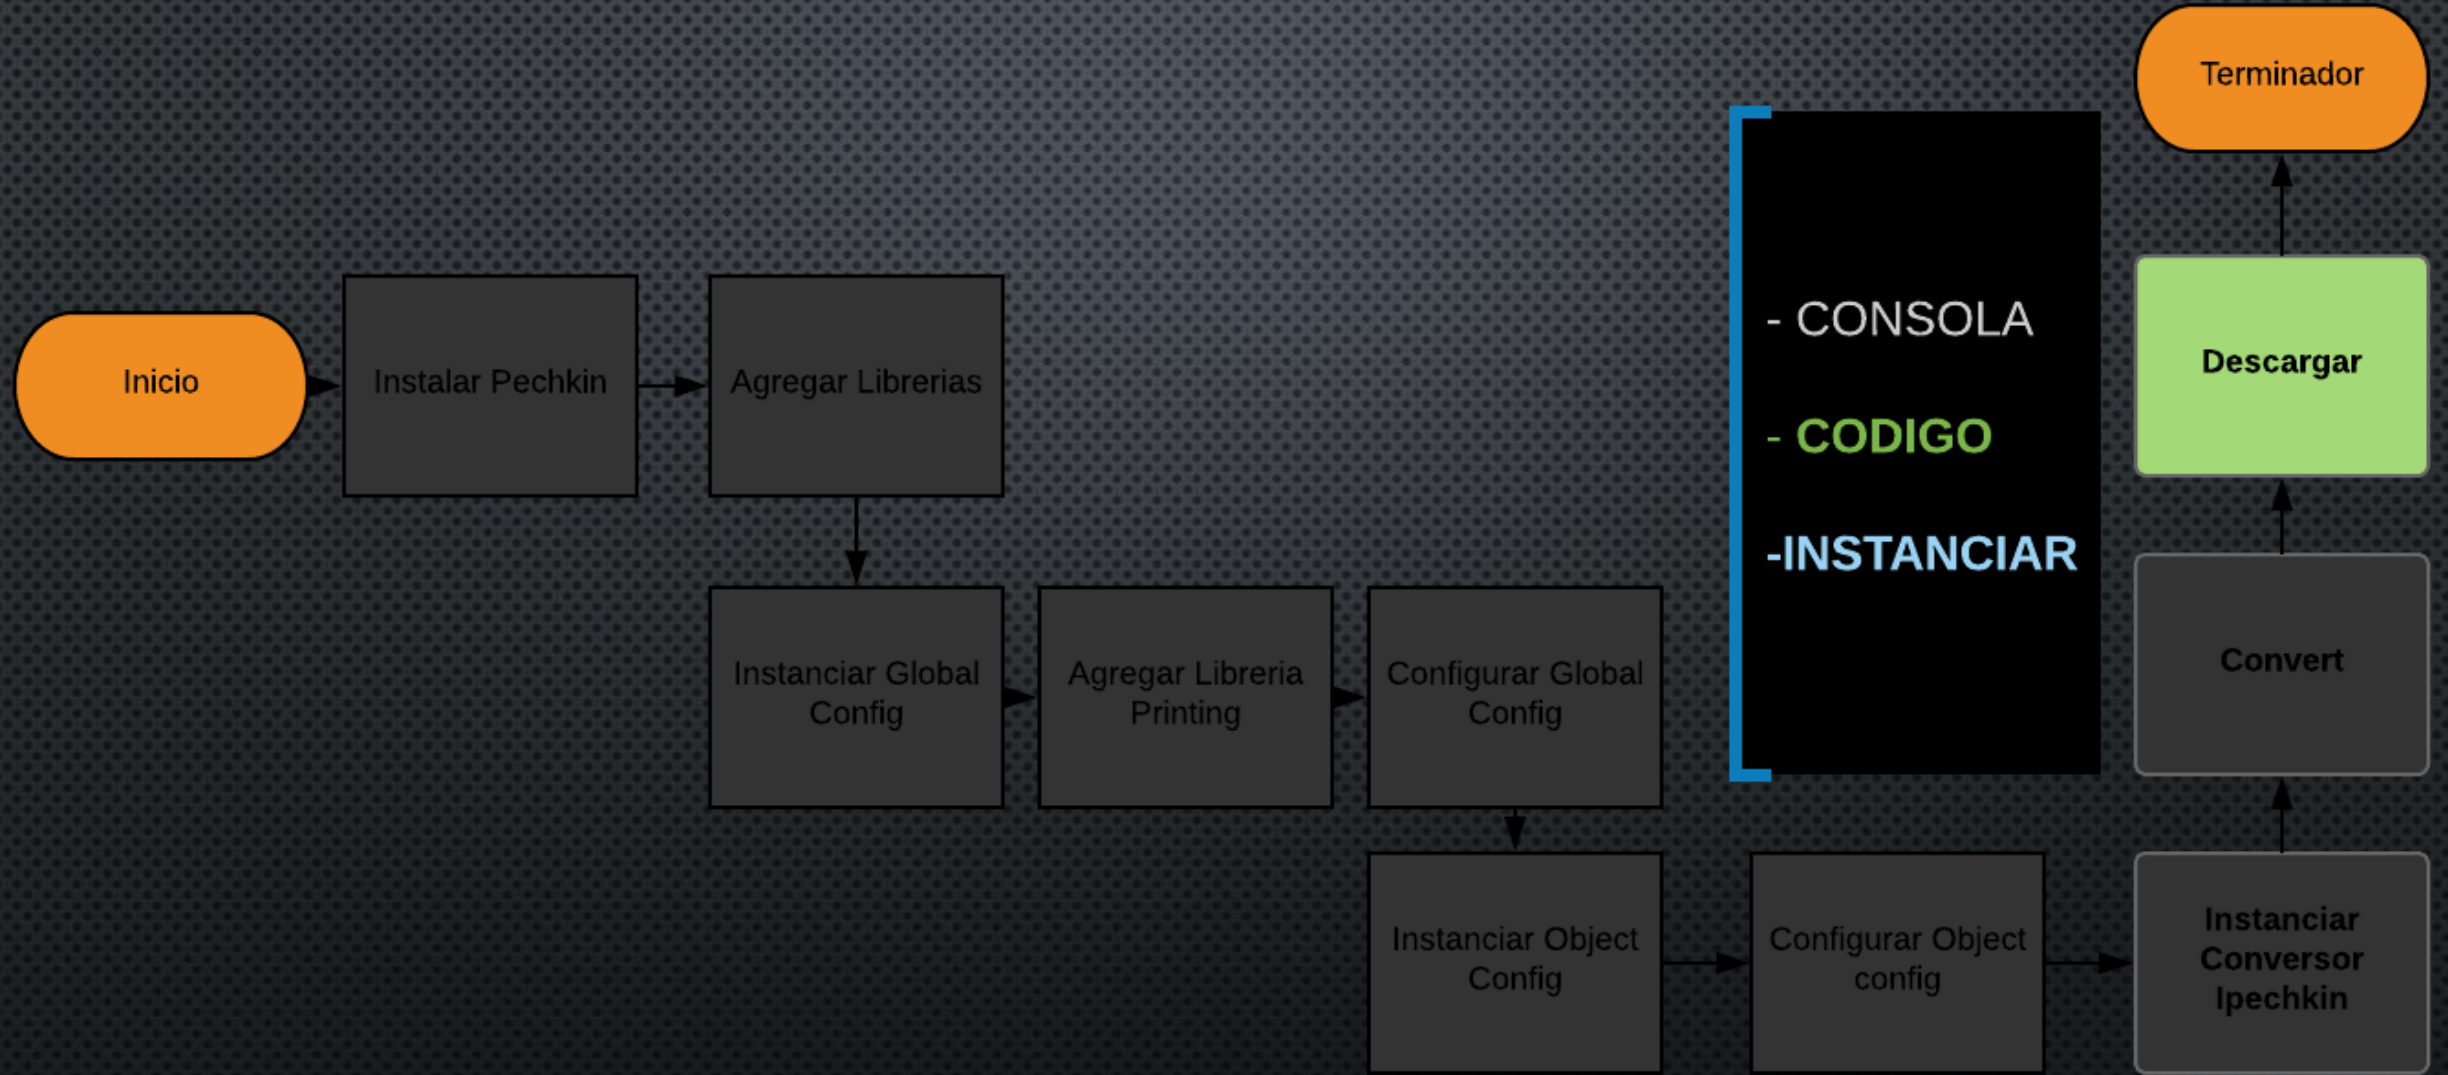 Inicio
Instalar Pechkin
Agregar Librerias
Instanciar Global
Config
Agregar Libreria
Printing
Configurar Global
Config
Instanciar Object
Config
Configurar Object
config
Instanciar
Conversor
Ipechkin
Convert
Descargar
Terminador
- CONSOLA
- CODIGO
-INSTANCIAR